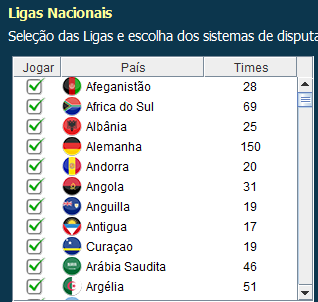 Ligas Nacionais
Seleção das Ligas e escolha dos sistemas de disputa
Jogar País Times
Afeganistão 28
Africa do Sul 69
Albânia 25
Alemanha 150
Andorra 20
Angola 31
Anguilla 19
Antigua 17
Curaçao 19
Arábia Saudita 46
Argélia 51